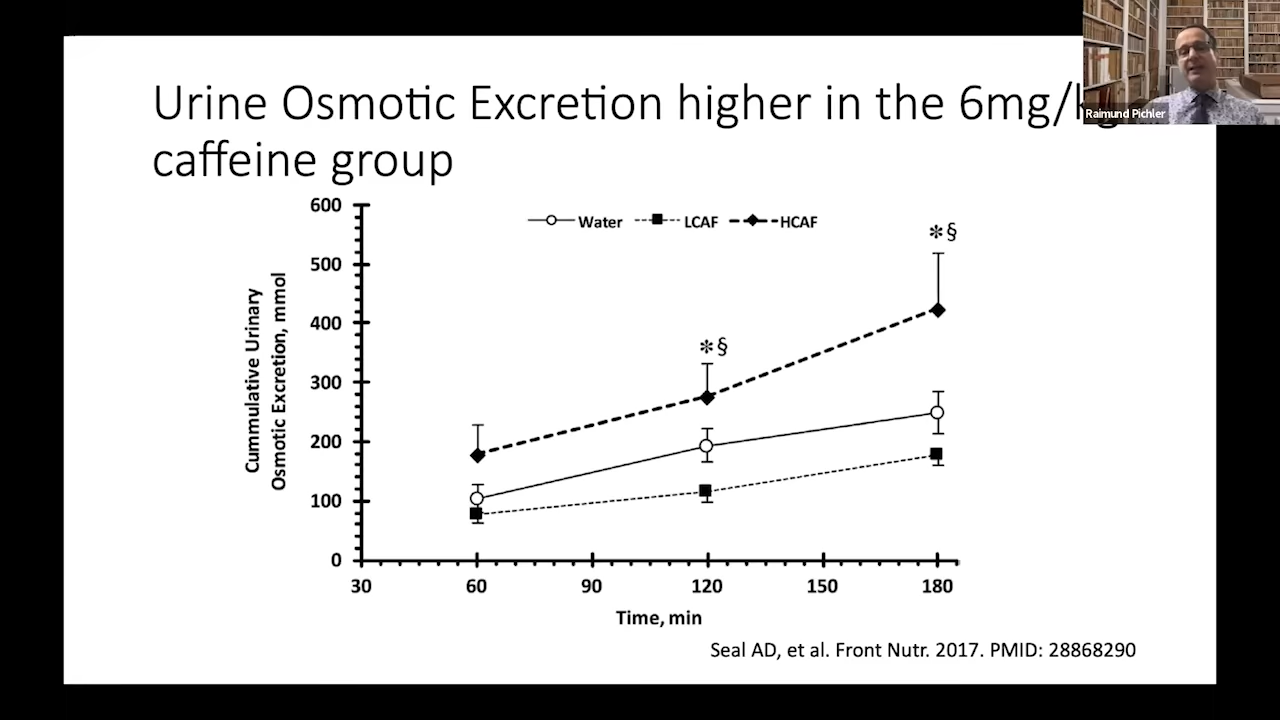 Urine Osmotic Excretion higher in the 6mg/kg
caffeine group
Raimund Pichler
Water LCAF HCAF
600
500
400
300
200
100
0
Cummulative Urinary
Osmotic Excretion, mmol
*§
*§
30 60 90 120 150 180
Time, min
Seal AD, et al. Front Nutr. 2017. PMID: 28868290